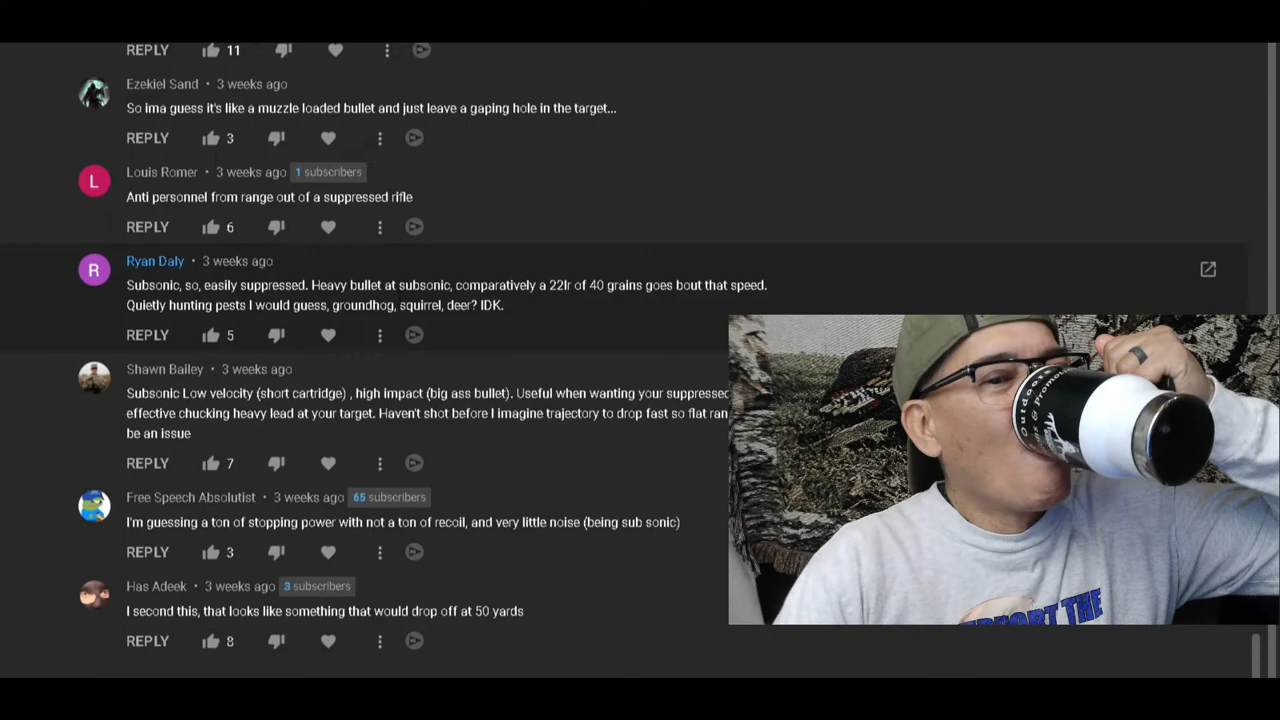 REPLY 11
Ezekiel Sand • 3 weeks ago
So ima guess it's like a muzzle loaded bullet and just leave a gaping hole in the target...
REPLY 3
L
Louis Romer • 3 weeks ago 1 subscribers
Anti personnel from range out of a suppressed rifle
REPLY 6
R
Ryan Daly • 3 weeks ago
Subsonic, so, easily suppressed. Heavy bullet at subsonic, comparatively a 22lr of 40 grains goes bout that speed.
Quietly hunting pests I would guess, groundhog, squirrel, deer? IDK.
REPLY 5
Shawn Bailey • 3 weeks ago
Subsonic Low velocity (short cartridge) , high impact (big ass bullet). Useful when wanting your suppressed
effective chucking heavy lead at your target. Haven't shot before I imagine trajectory to drop fast so flat ran
be an issue
REPLY 7
Free Speech Absolutist • 3 weeks ago 65 subscribers
I'm guessing a ton of stopping power with not a ton of recoil, and very little noise (being sub sonic)
REPLY 3
Has Adeek • 3 weeks ago 3 subscribers
I second this, that looks like something that would drop off at 50 yards
REPLY 8
Outdoors
& Promo
THE